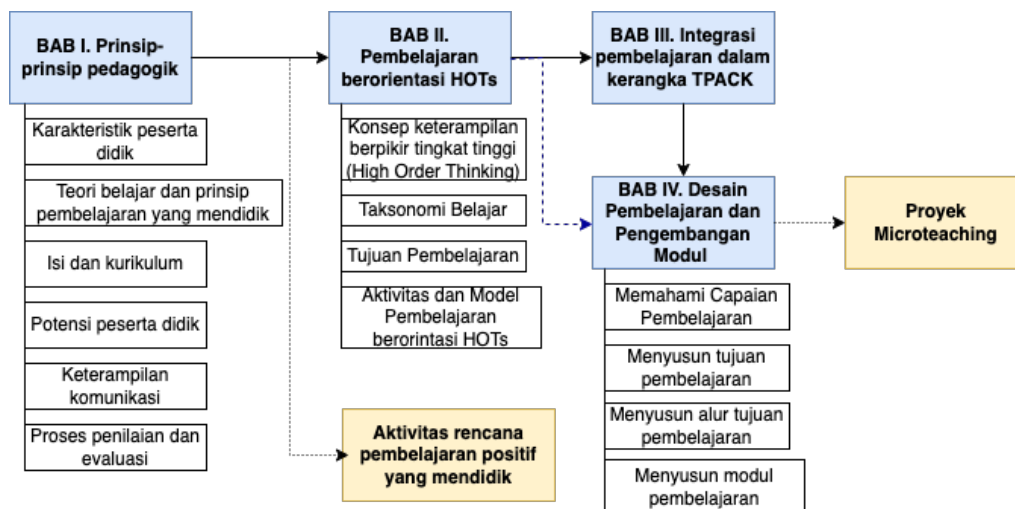 BAB I. Prinsip-
prinsip pedagogik
Karakteristik peserta
didik
Teori belajar dan prinsip
pembelajaran yang mendidik
Isi dan kurikulum
Potensi peserta didik
Keterampilan
komunikasi
Proses penilaian dan
evaluasi
BAB II.
Pembelajaran
berorientasi HOTs
Konsep keterampilan
berpikir tingkat tinggi
(High Order Thinking)
Taksonomi Belajar
Tujuan Pembelajaran
Aktivitas dan Model
Pembelajaran
berorintasi HOTs
Aktivitas rencana
pembelajaran positif
yang mendidik
BAB III. Integrasi
pembelajaran dalam
kerangka TPACK
BAB IV. Desain
Pembelajaran dan
Pengembangan
Modul
Memahami Capaian
Pembelajaran
Menyusun tujuan
pembelajaran
Menyusun alur tujuan
pembelajaran
Menyusun modul
pembelajaran
Proyek
Microteaching